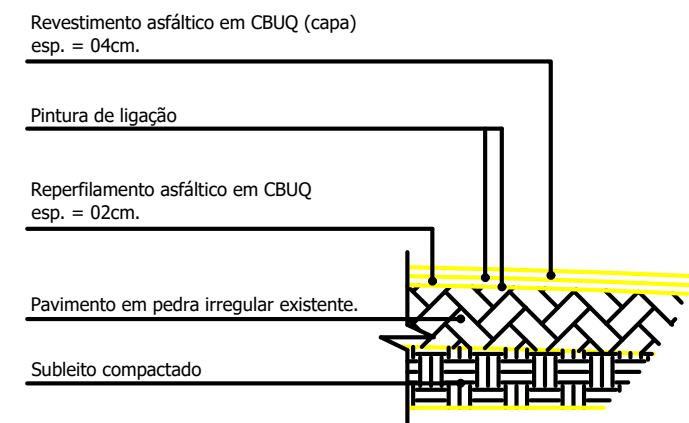 Revestimento asfáltico em CBUQ (capa)
esp. = 04cm.
Pintura de ligação
Reperfilamento asfáltico em CBUQ
esp. = 02cm.
Pavimento em pedra irregular existente.
Subleito compactado